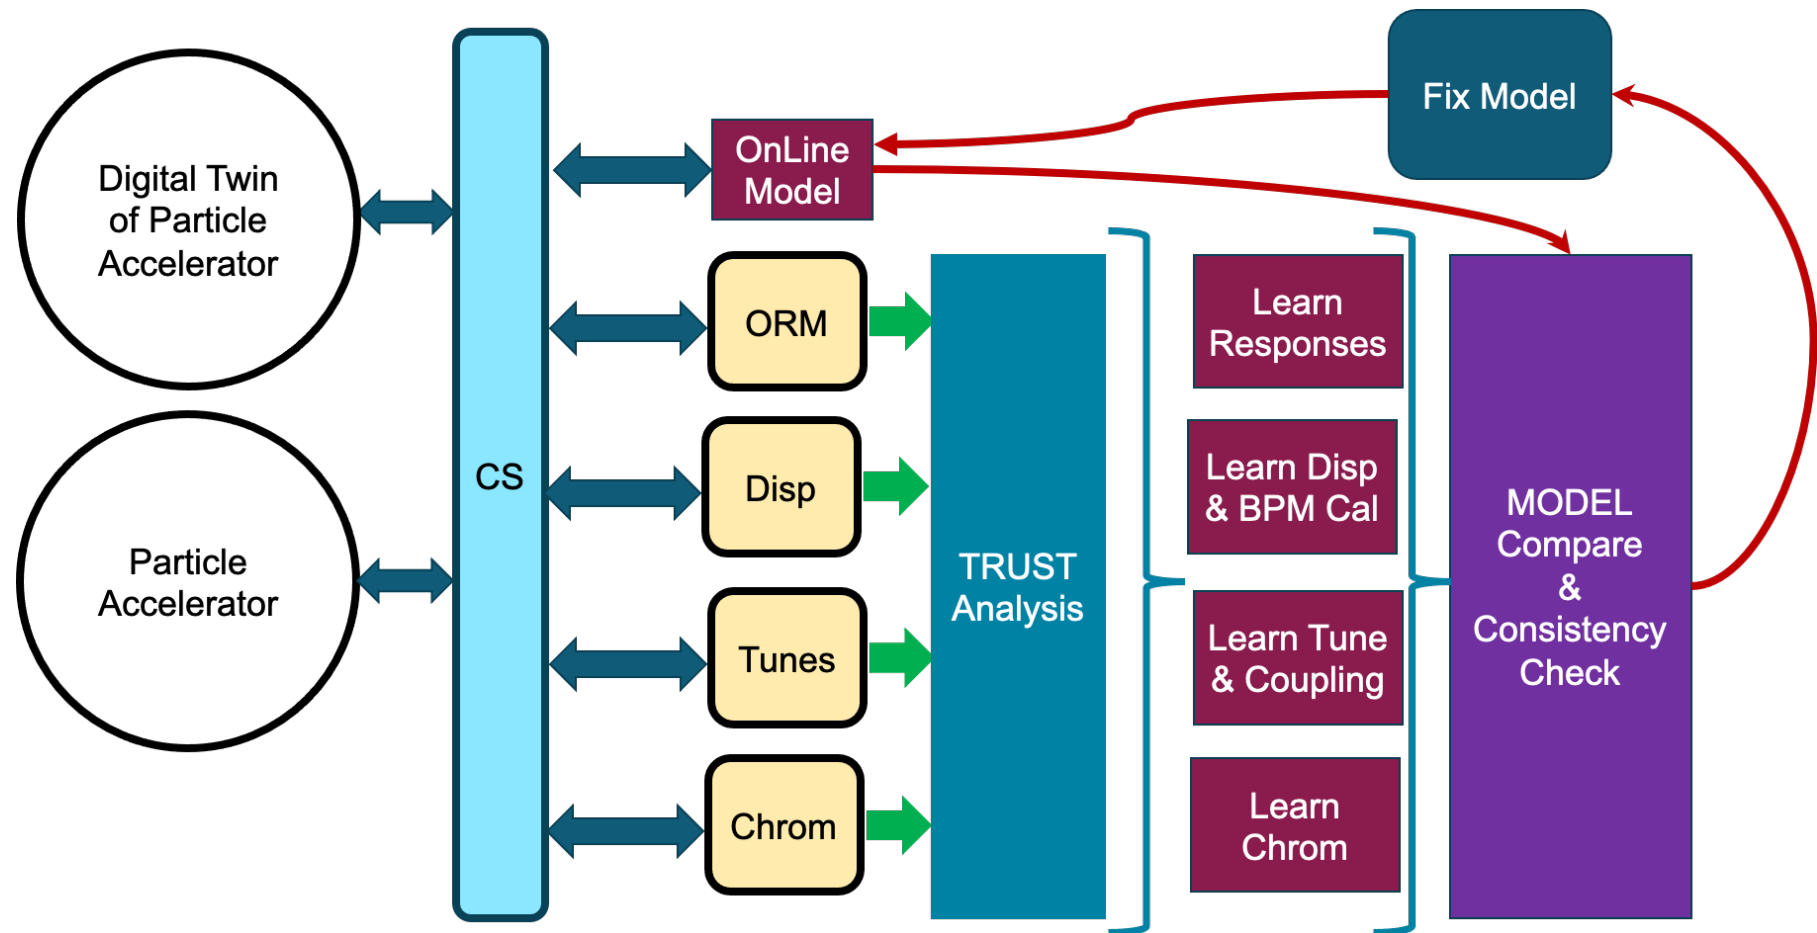 Digital Twin
of Particle
Accelerator
Particle
Accelerator
CS
OnLine
Model
ORM
Disp
Tunes
Chrom
TRUST
Analysis
Learn
Responses
Learn Disp
& BPM Cal
Learn Tune
& Coupling
Learn
Chrom
MODEL
Compare
&
Consistency
Check
Fix Model